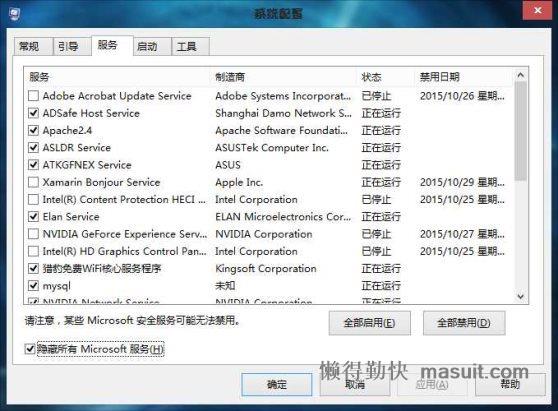 系统配置
常规 引导 服务 启动 工具
服务 制造商 状态 禁用日期
Adobe Acrobat Update Service Adobe Systems Incorporat... 已停止 2015/10/26 星期...
ADSafe Host Service Shanghai Damo Network S... 正在运行
Apache2.4 Apache Software Foundati... 正在运行
ASLDR Service ASUSTek Computer Inc. 正在运行
ATKGFNEX Service ASUS 正在运行
Xamarin Bonjour Service Apple Inc. 正在运行 2015/10/29 星期...
Intel(R) Content Protection HECI ... Intel Corporation 已停止 2015/10/25 星期...
Elan Service ELAN Microelectronics Cor... 正在运行
NVIDIA GeForce Experience Serv... NVIDIA Corporation 已停止 2015/10/27 星期...
Intel(R) HD Graphics Control Pan... Intel Corporation 已停止 2015/10/25 星期...
猎豹免费WiFi核心服务程序 Kingsoft Corporation 正在运行
mysql 未知 正在运行
NVIDIA Network Service NVIDIA Corporation 正在运行
请注意，某些 Microsoft 安全服务可能无法禁用。
全部启用(E) 全部禁用(D)
隐藏所有 Microsoft 服务(H)
懒得勤快 masuit.com
确定 取消 应用(A) 帮助